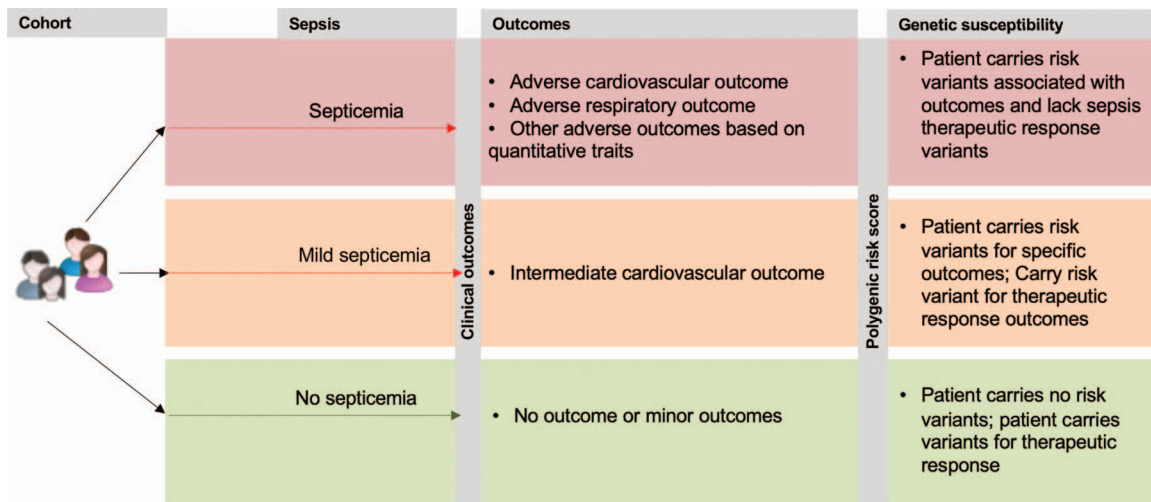 Cohort
Sepsis
Outcomes
Genetic susceptibility
Septicemia
• Adverse cardiovascular outcome
• Adverse respiratory outcome
• Other adverse outcomes based on
quantitative traits
• Patient carries risk
variants associated with
outcomes and lack sepsis
therapeutic response
variants
Clinical outcomes
Polygenic risk score
Mild septicemia
• Intermediate cardiovascular outcome
• Patient carries risk
variants for specific
outcomes; Carry risk
variant for therapeutic
response outcomes
No septicemia
• No outcome or minor outcomes
• Patient carries no risk
variants; patient carries
variants for therapeutic
response